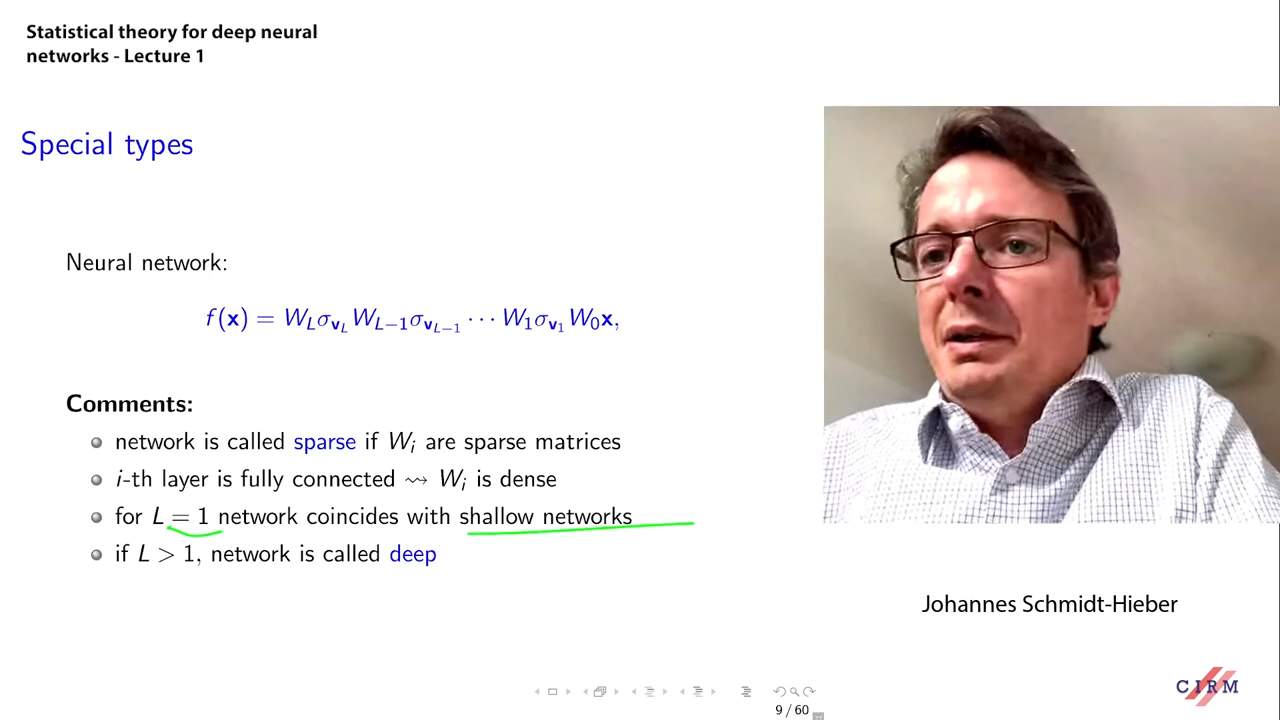 Statistical theory for deep neural
networks - Lecture 1
Special types
Neural network:
f(x) = W_L σ_{v_L} W_{L−1} σ_{v_{L−1}} ⋯ W_1 σ_{v_1} W_0 x,
Comments:
network is called sparse if W_i are sparse matrices
i-th layer is fully connected ⇝ W_i is dense
for L = 1 network coincides with shallow networks
if L > 1, network is called deep
Johannes Schmidt-Hieber
CIRM
9 / 60